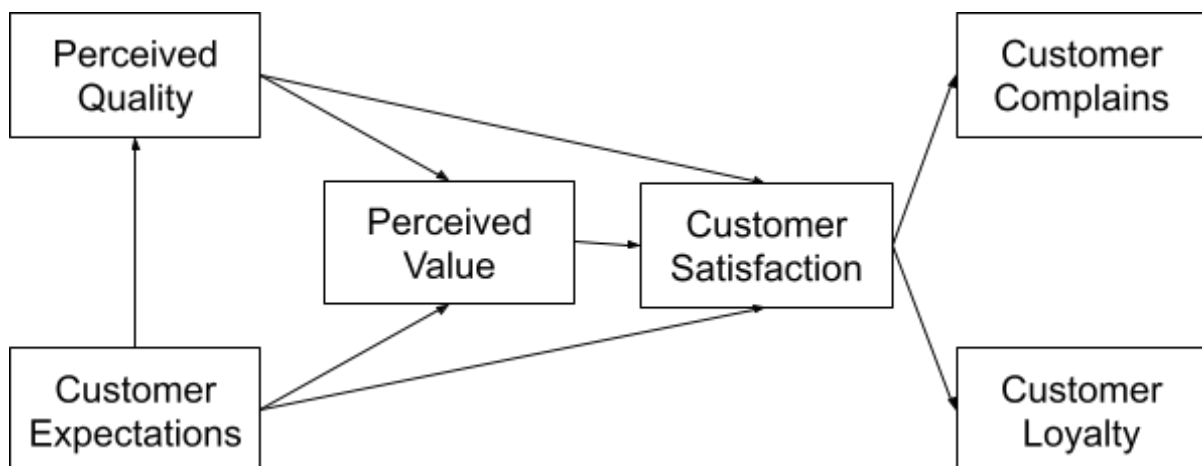 Perceived
Quality
Customer
Complains
Perceived
Value
Customer
Satisfaction
Customer
Expectations
Customer
Loyalty